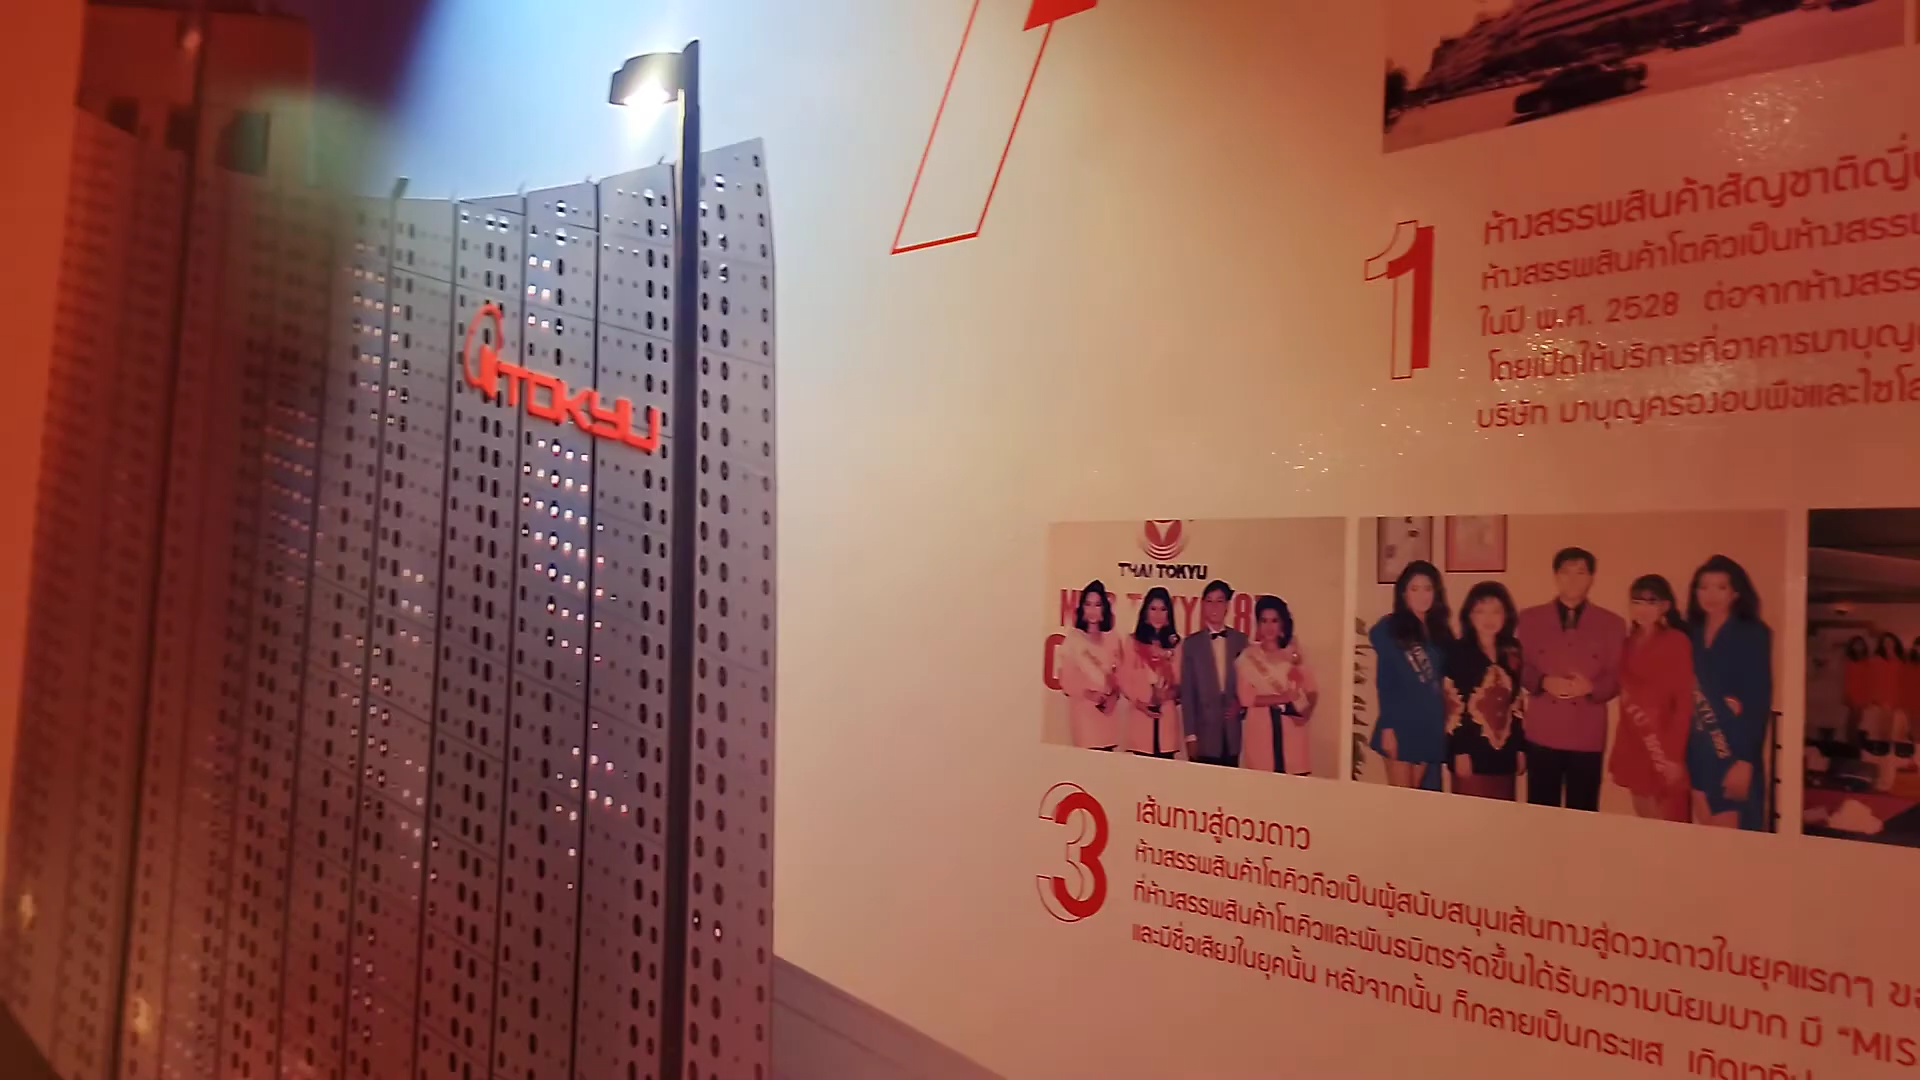 TOKYU
1
ห้างสรรพสินค้าสัญชาติญี่ปุ่
ห้างสรรพสินค้าโตคิวเป็นห้างสรรพ
ในปี พ.ศ. 2528 ต่อจากห้างสรร
โดยเปิดให้บริการที่อาคารมาบุญ
บริษัท มาบุญครองอบพืชและไซโล
THAI TOKYU
MISS TOKYU '8
3
เส้นทางสู่ดวงดาว
ห้างสรรพสินค้าโตคิวถือเป็นผู้สนับสนุนเส้นทางสู่ดวงดาวในยุคแรกๆ ขอ
ที่ห้างสรรพสินค้าโตคิวและพันธมิตรจัดขึ้นได้รับความนิยมมาก มี "MIS
และมีชื่อเสียงในยุคนั้น หลังจากนั้น ก็กลายเป็นกระแส เกิดเวที